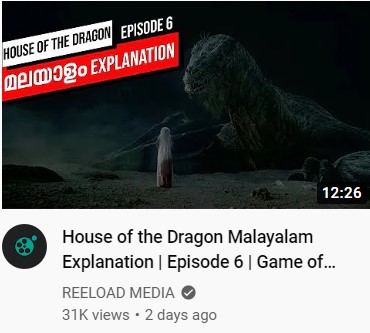 HOUSE OF THE DRAGON EPISODE 6
മലയാളം EXPLANATION
12:26
House of the Dragon Malayalam
Explanation | Episode 6 | Game of...
REELOAD MEDIA
31K views • 2 days ago